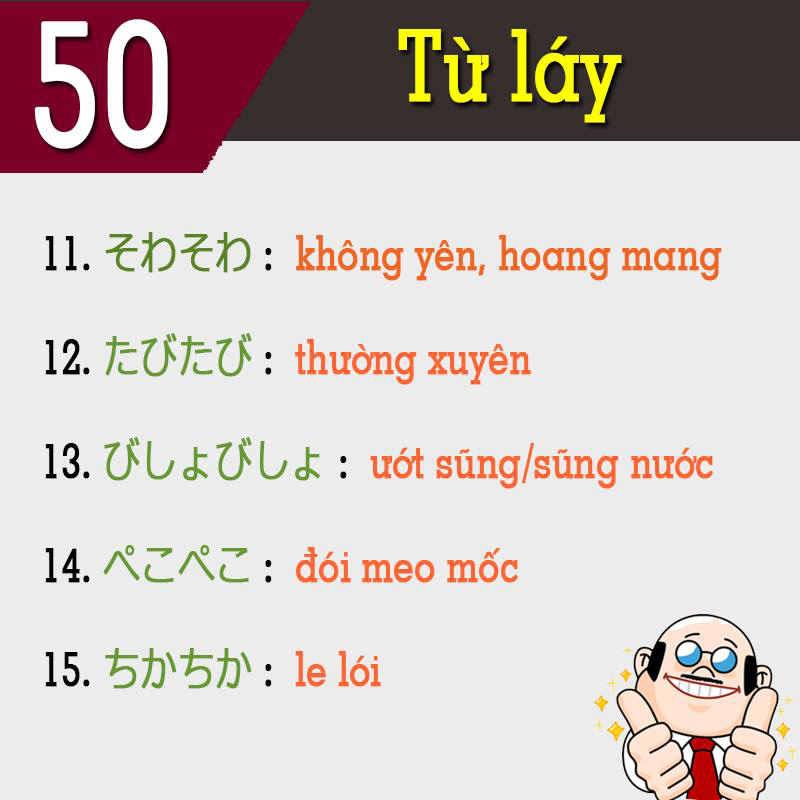 50
Từ láy
11. そわそわ : không yên, hoang mang
12. たびたび : thường xuyên
13. びしょびしょ : ướt sũng/sũng nước
14. ぺこぺこ : đói meo mốc
15. ちかちか : le lói